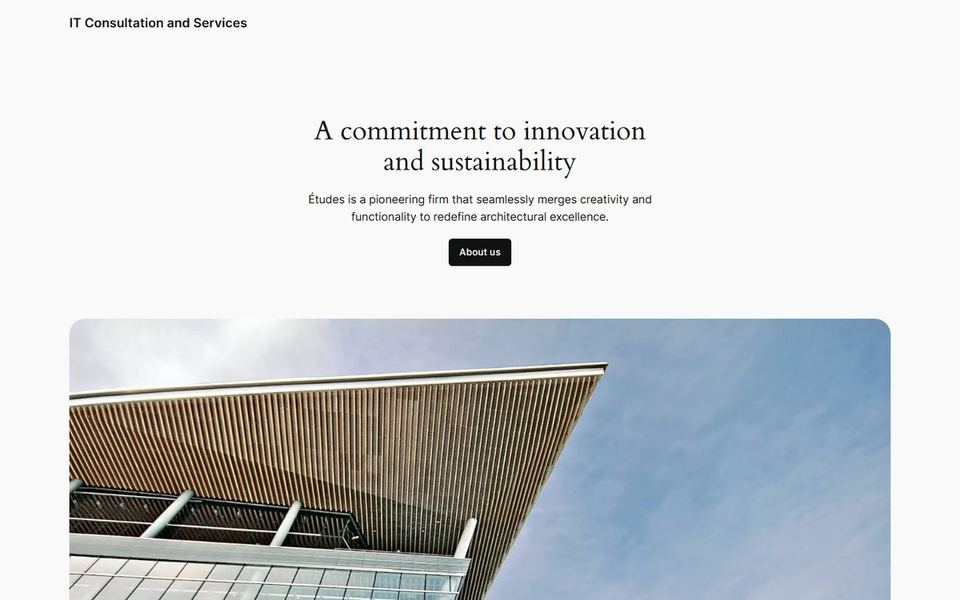 IT Consultation and Services
A commitment to innovation
and sustainability
Études is a pioneering firm that seamlessly merges creativity and
functionality to redefine architectural excellence.
About us